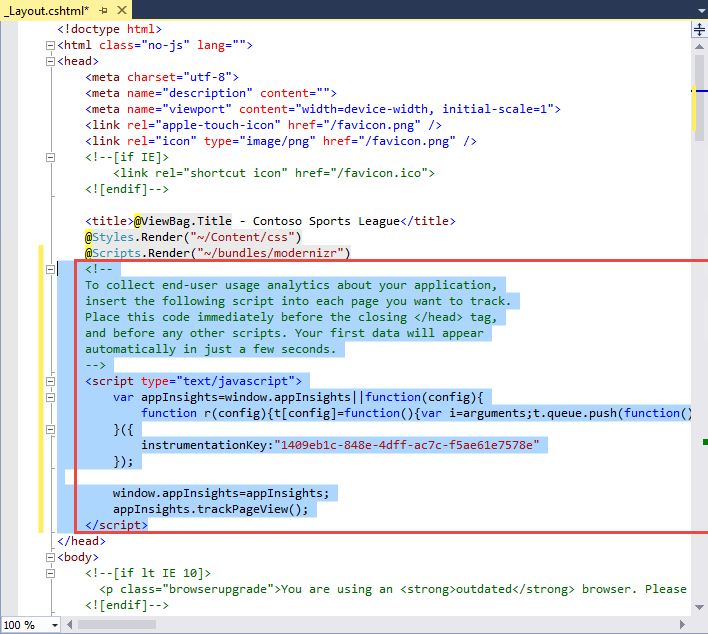 _Layout.cshtml*
<!doctype html>
<html class="no-js" lang="">
<head>
    <meta charset="utf-8">
    <meta name="description" content="">
    <meta name="viewport" content="width=device-width, initial-scale=1">
    <link rel="apple-touch-icon" href="/favicon.png" />
    <link rel="icon" type="image/png" href="/favicon.png" />
    <!--[if IE]>
        <link rel="shortcut icon" href="/favicon.ico">
    <![endif]-->
    <title>@ViewBag.Title - Contoso Sports League</title>
    @Styles.Render("~/Content/css")
    @Scripts.Render("~/bundles/modernizr")
    <!--
    To collect end-user usage analytics about your application,
    insert the following script into each page you want to track.
    Place this code immediately before the closing </head> tag,
    and before any other scripts. Your first data will appear
    automatically in just a few seconds.
    -->
    <script type="text/javascript">
        var appInsights=window.appInsights||function(config){
            function r(config){t[config]=function(){var i=arguments;t.queue.push(function()
        }({
            instrumentationKey:"1409eb1c-848e-4dff-ac7c-f5ae61e7578e"
        });
        window.appInsights=appInsights;
        appInsights.trackPageView();
    </script>
</head>
<body>
    <!--[if lt IE 10]>
      <p class="browserupgrade">You are using an <strong>outdated</strong> browser. Please
    <![endif]-->
100 %